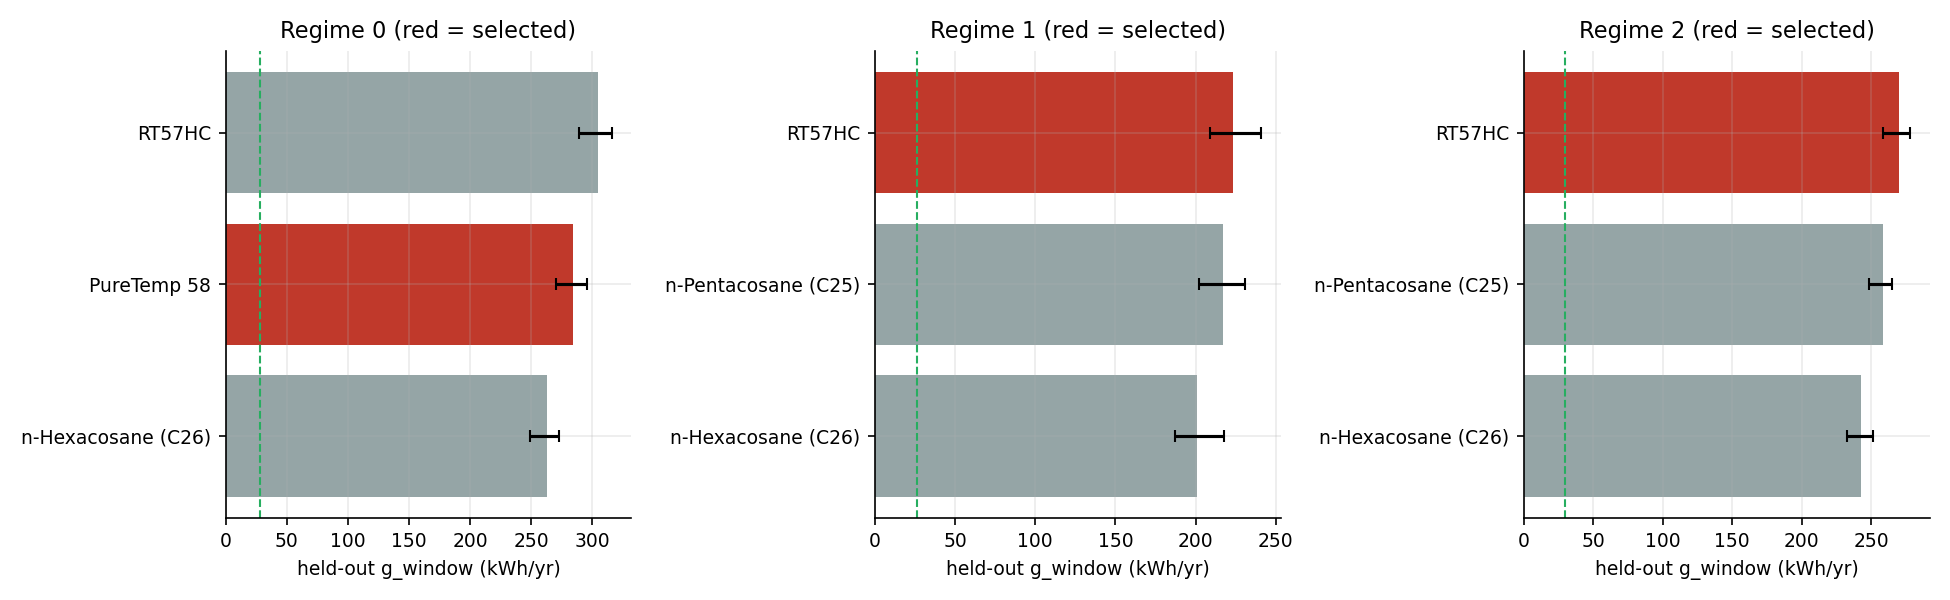 Regime 0 (red = selected)
RT57HC
PureTemp 58
n-Hexacosane (C26)
0 50 100 150 200 250 300
held-out g_window (kWh/yr)
Regime 1 (red = selected)
RT57HC
n-Pentacosane (C25)
n-Hexacosane (C26)
0 50 100 150 200 250
held-out g_window (kWh/yr)
Regime 2 (red = selected)
RT57HC
n-Pentacosane (C25)
n-Hexacosane (C26)
0 50 100 150 200 250
held-out g_window (kWh/yr)